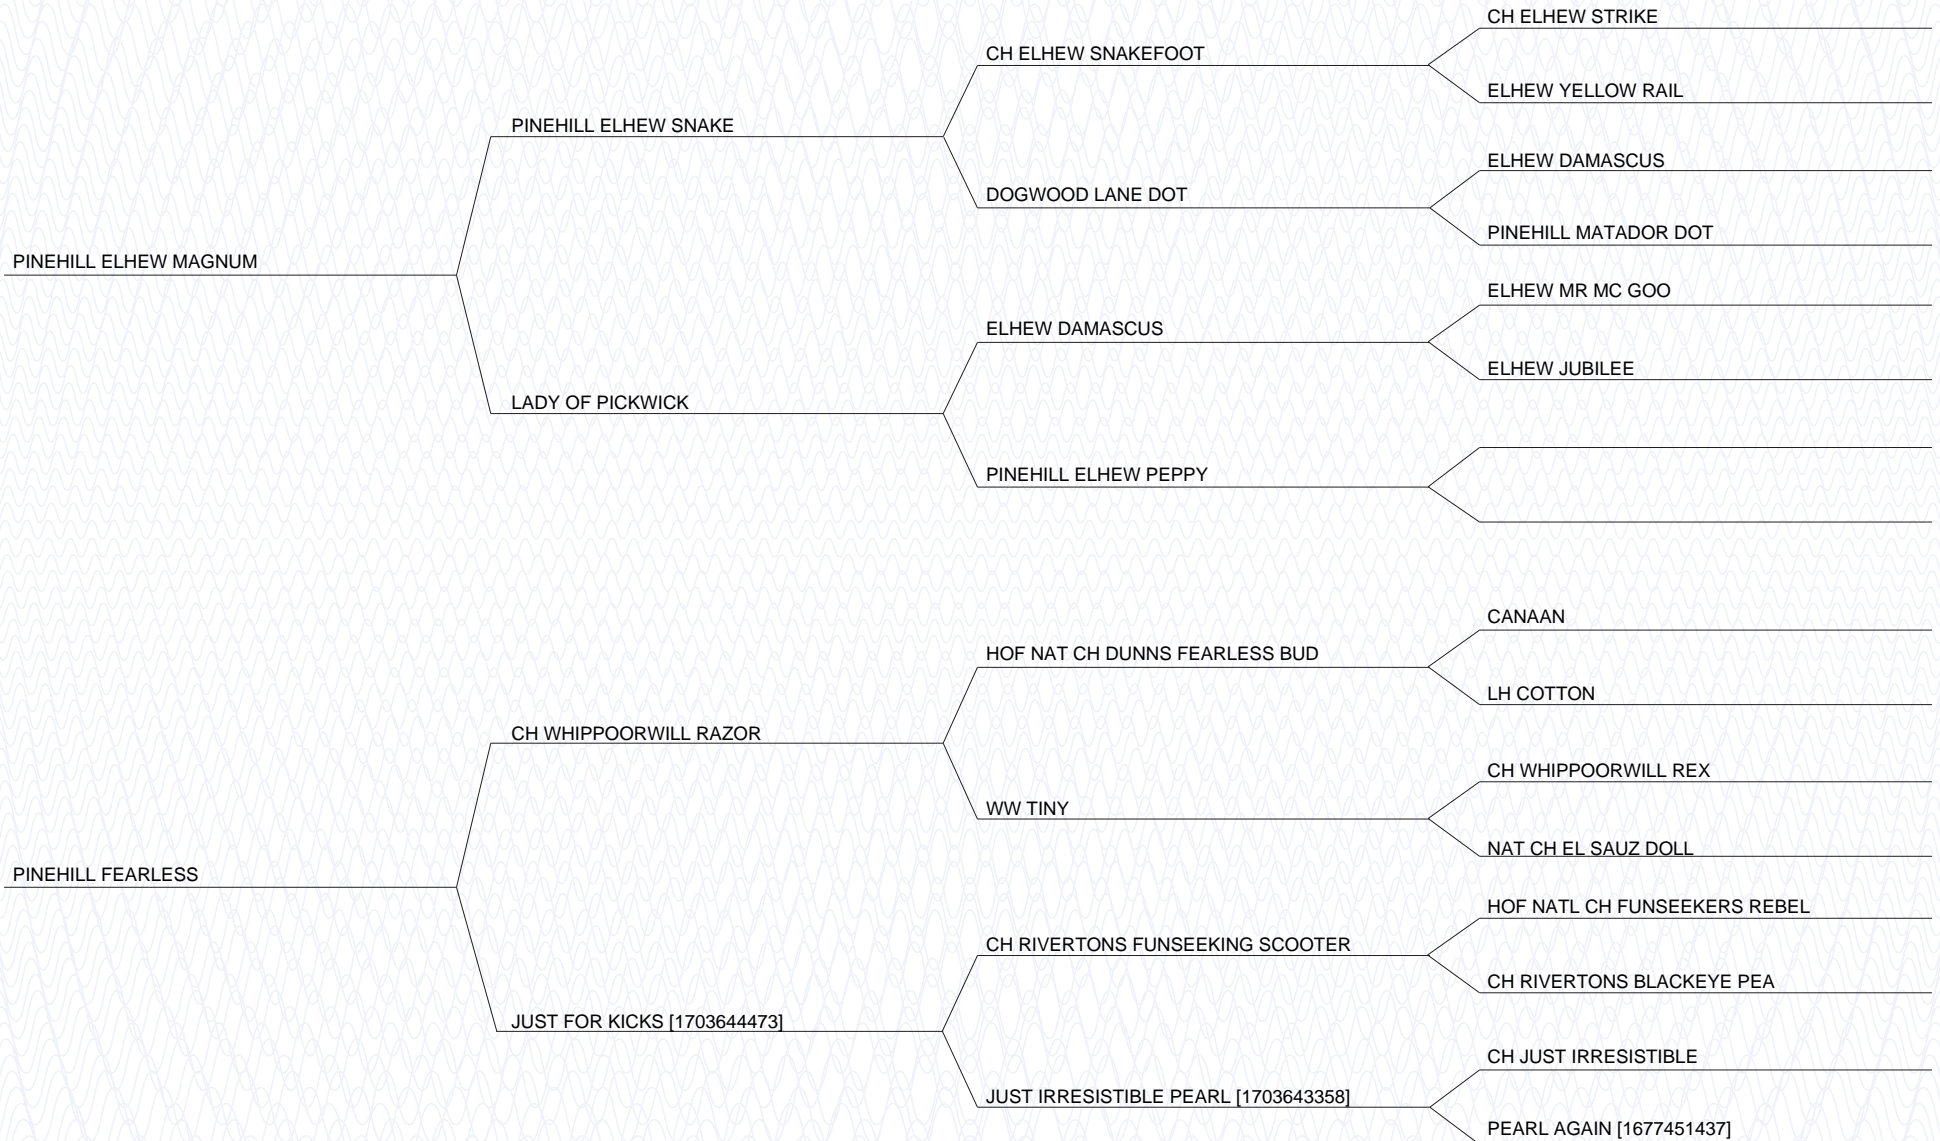 CH ELHEW STRIKE
CH ELHEW SNAKEFOOT
ELHEW YELLOW RAIL
PINEHILL ELHEW SNAKE
ELHEW DAMASCUS
DOGWOOD LANE DOT
PINEHILL MATADOR DOT
PINEHILL ELHEW MAGNUM
ELHEW MR MC GOO
ELHEW DAMASCUS
ELHEW JUBILEE
LADY OF PICKWICK
PINEHILL ELHEW PEPPY
CANAAN
HOF NAT CH DUNNS FEARLESS BUD
LH COTTON
CH WHIPPOORWILL RAZOR
CH WHIPPOORWILL REX
WW TINY
NAT CH EL SAUZ DOLL
PINEHILL FEARLESS
HOF NATL CH FUNSEEKERS REBEL
CH RIVERTONS FUNSEEKING SCOOTER
CH RIVERTONS BLACKEYE PEA
JUST FOR KICKS [1703644473]
CH JUST IRRESISTIBLE
JUST IRRESISTIBLE PEARL [1703643358]
PEARL AGAIN [1677451437]